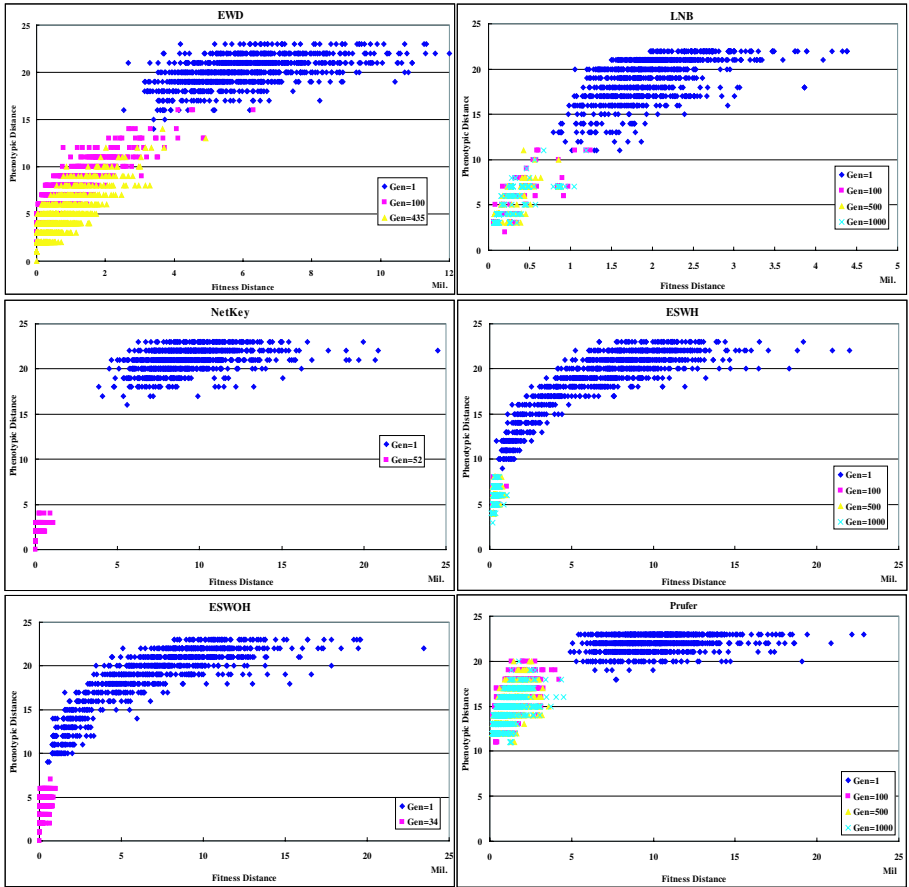 EWD
Phenotypic Distance
25
20
15
10
5
0
0 2 4 6 8 10 12
Fitness Distance
Mil.
Gen=1
Gen=100
Gen=435
LNB
Phenotypic Distance
25
20
15
10
5
0
0 0.5 1 1.5 2 2.5 3 3.5 4 4.5 5
Fitness Distance
Mil.
Gen=1
Gen=100
Gen=500
Gen=1000
NetKey
Phenotypic Distance
25
20
15
10
5
0
0 5 10 15 20 25
Fitness Distance
Mil.
Gen=1
Gen=52
ESWH
Phenotypic Distance
25
20
15
10
5
0
0 5 10 15 20 25
Fitness Distance
Mil.
Gen=1
Gen=100
Gen=500
Gen=1000
ESWOH
Phenotypic Distance
25
20
15
10
5
0
0 5 10 15 20 25
Fitness Distance
Mil.
Gen=1
Gen=34
Prufer
Phenotypic Distance
25
20
15
10
5
0
0 5 10 15 20 25
Fitness Distance
Mil
Gen=1
Gen=100
Gen=500
Gen=1000